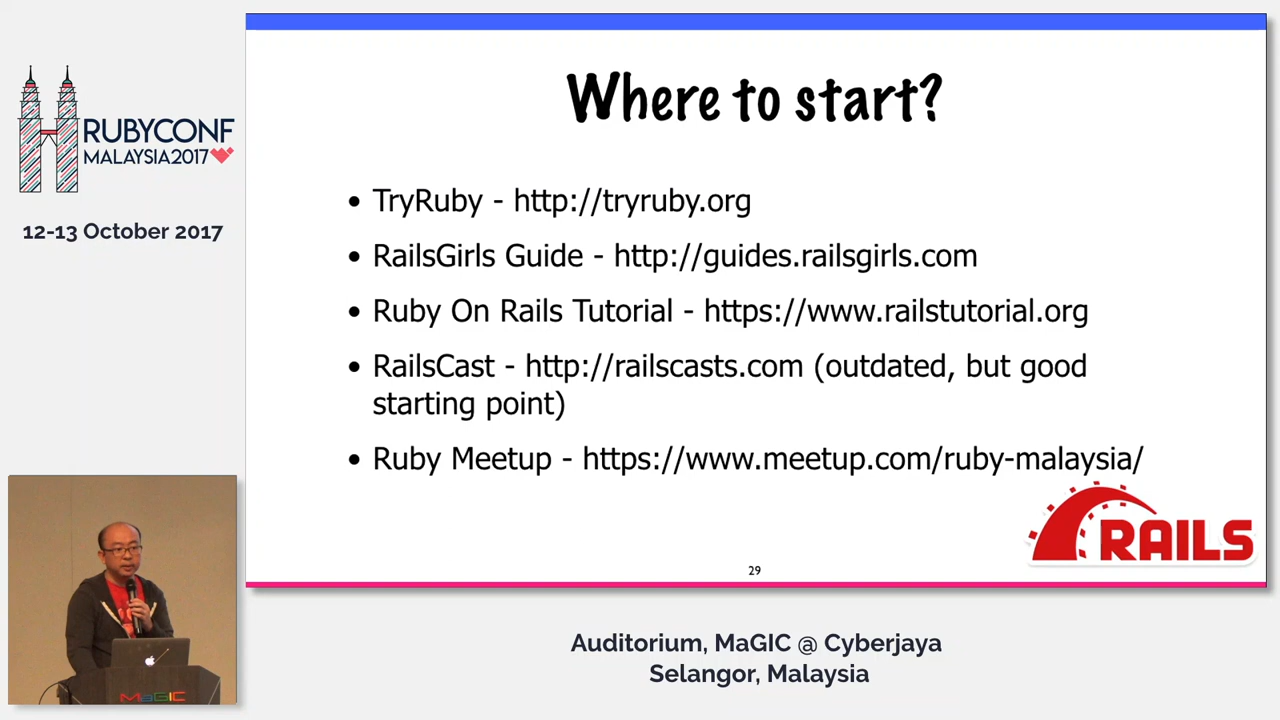 RUBYCONF
MALAYSIA2017
12-13 October 2017
Where to start?
• TryRuby - http://tryruby.org
• RailsGirls Guide - http://guides.railsgirls.com
• Ruby On Rails Tutorial - https://www.railstutorial.org
• RailsCast - http://railscasts.com (outdated, but good
starting point)
• Ruby Meetup - https://www.meetup.com/ruby-malaysia/
RAILS
29
MaGIC
Auditorium, MaGIC @ Cyberjaya
Selangor, Malaysia